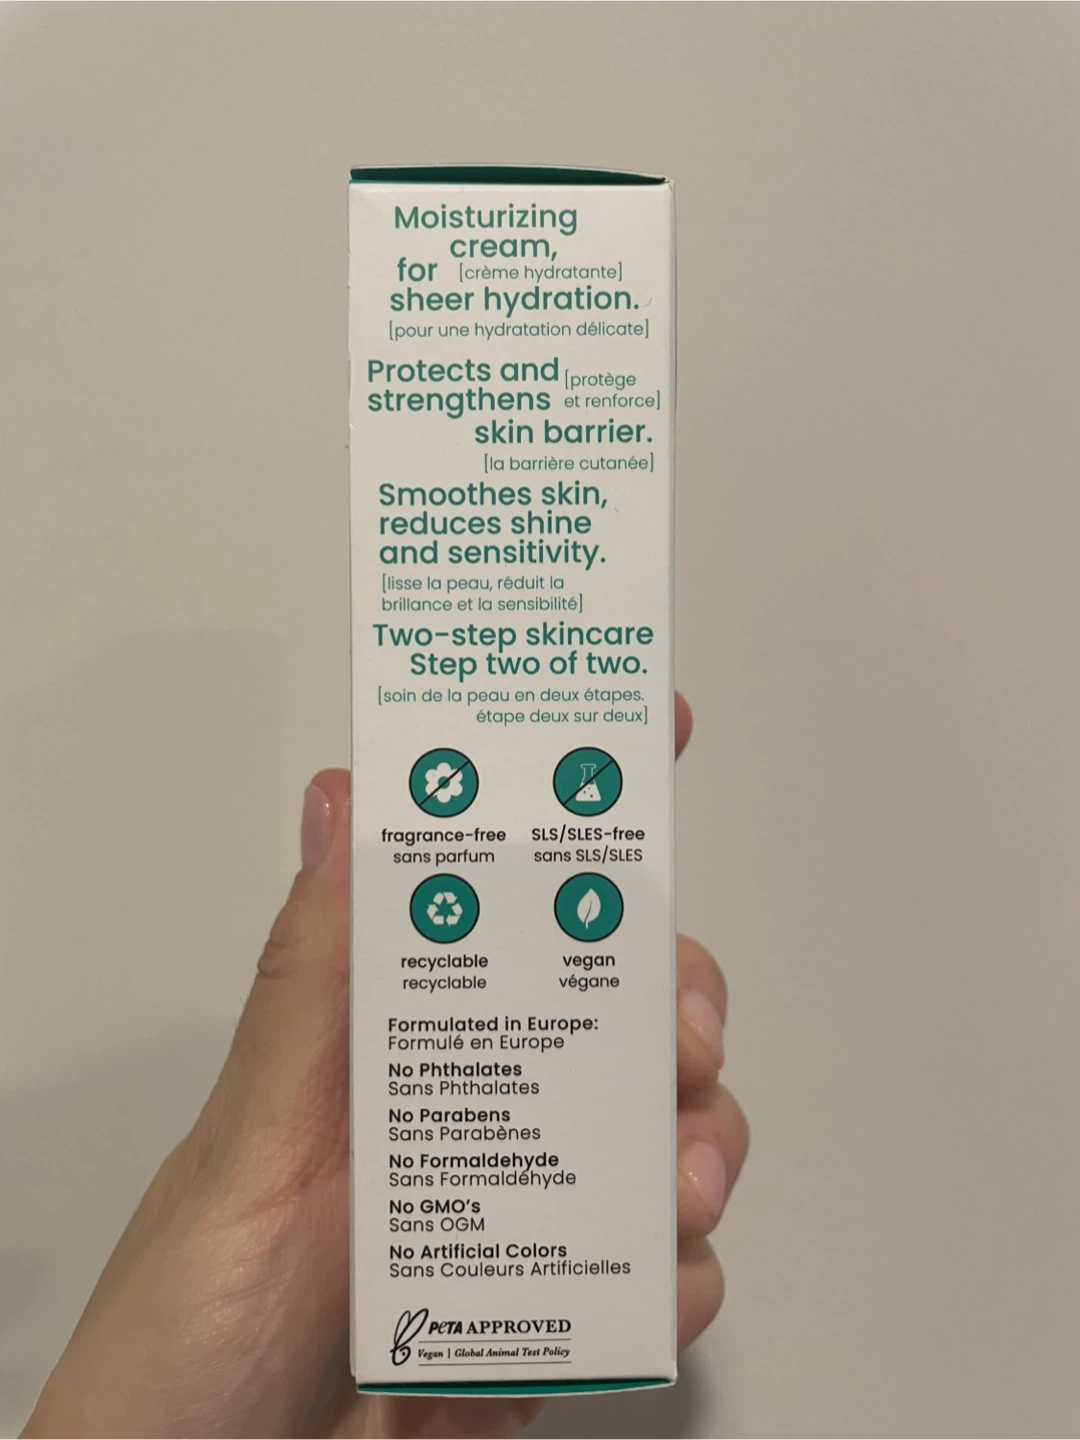 Moisturizing
cream,
for [crème hydratante]
sheer hydration.
[pour une hydratation délicate]
Protects and [protège
strengthens et renforce]
skin barrier.
[la barrière cutanée]
Smoothes skin,
reduces shine
and sensitivity.
[lisse la peau, réduit la
brillance et la sensibilité]
Two-step skincare
Step two of two.
[soin de la peau en deux étapes.
étape deux sur deux]
fragrance-free
sans parfum
SLS/SLES-free
sans SLS/SLES
recyclable
recyclable
vegan
végane
Formulated in Europe:
Formulé en Europe
No Phthalates
Sans Phthalates
No Parabens
Sans Parabènes
No Formaldehyde
Sans Formaldéhyde
No GMO's
Sans OGM
No Artificial Colors
Sans Couleurs Artificielles
PETA APPROVED
Vegan | Global Animal Test Policy